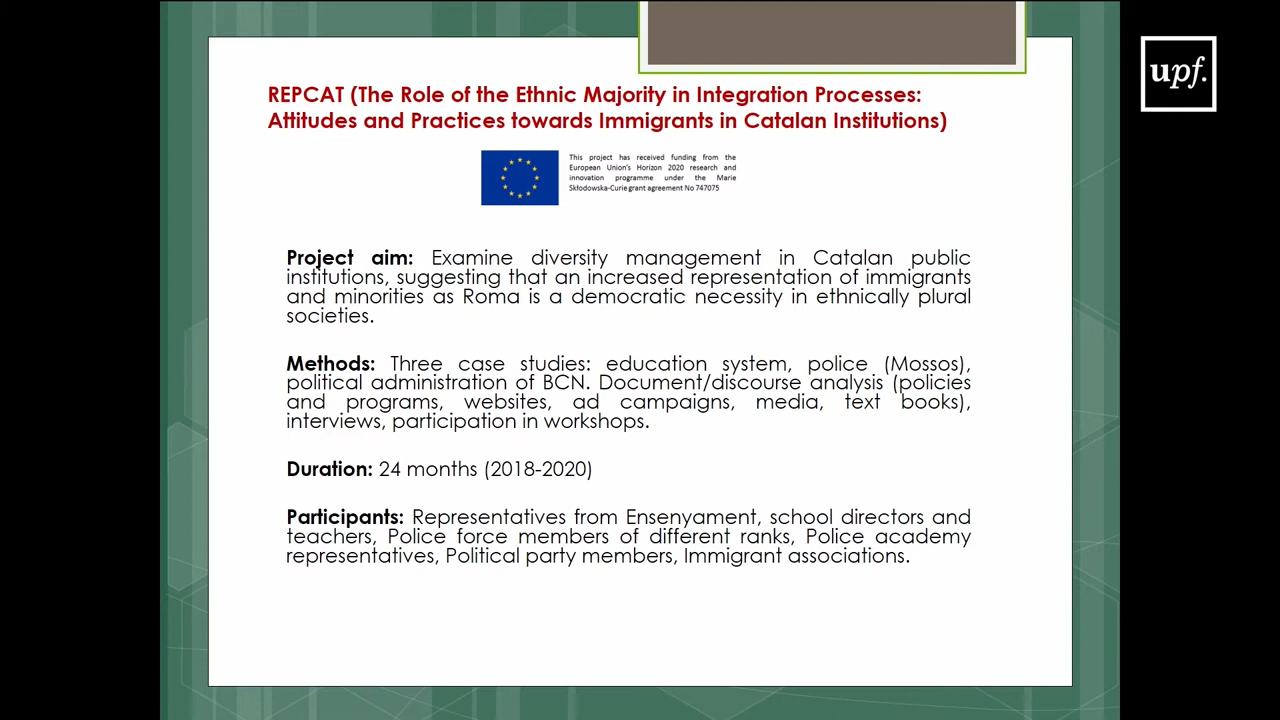 upf.
REPCAT (The Role of the Ethnic Majority in Integration Processes:
Attitudes and Practices towards Immigrants in Catalan Institutions)
This project has received funding from the
European Union's Horizon 2020 research and
innovation programme under the Marie
Skłodowska-Curie grant agreement No 747075
Project aim: Examine diversity management in Catalan public
institutions, suggesting that an increased representation of immigrants
and minorities as Roma is a democratic necessity in ethnically plural
societies.
Methods: Three case studies: education system, police (Mossos),
political administration of BCN. Document/discourse analysis (policies
and programs, websites, ad campaigns, media, text books),
interviews, participation in workshops.
Duration: 24 months (2018-2020)
Participants: Representatives from Ensenyament, school directors and
teachers, Police force members of different ranks, Police academy
representatives, Political party members, Immigrant associations.